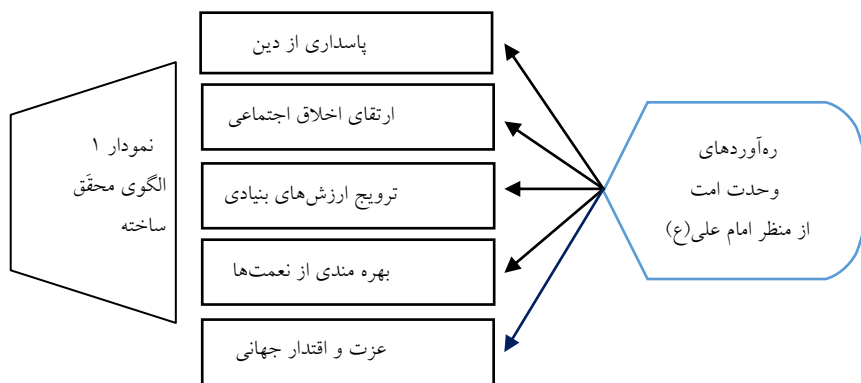 ره‌آوردهای
وحدت امت
از منظر امام علی(ع)
پاسداری از دین
ارتقای اخلاق اجتماعی
ترویج ارزش‌های بنیادی
بهره مندی از نعمت‌ها
عزت و اقتدار جهانی
نمودار ۱
الگوی محقَق
ساخته